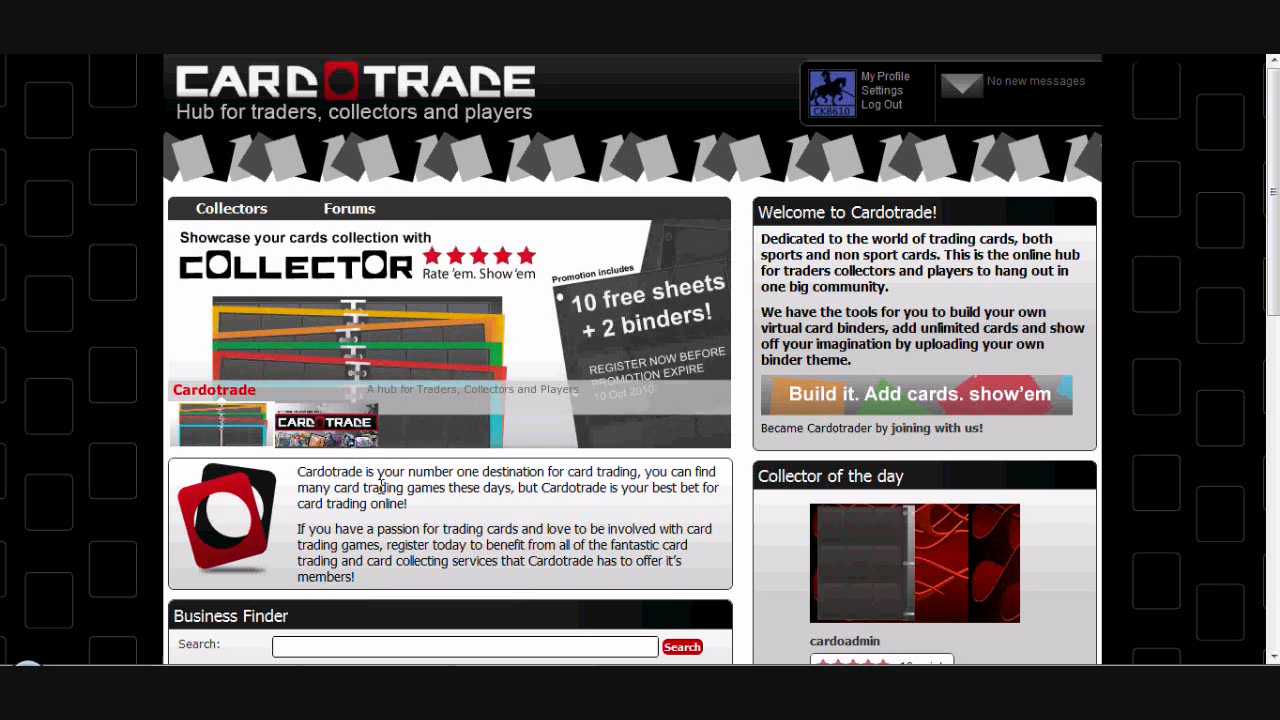 CARD TRADE
Hub for traders, collectors and players
My Profile
Settings
Log Out
CK8610
No new messages
Collectors Forums
Showcase your cards collection with
COLLECTOR
Rate 'em. Show 'em
Promotion includes
• 10 free sheets
+ 2 binders!
REGISTER NOW BEFORE
PROMOTION EXPIRE
10 Oct 2010
Cardotrade A hub for Traders, Collectors and Players
CARD TRADE
Cardotrade is your number one destination for card trading, you can find
many card trading games these days, but Cardotrade is your best bet for
card trading online!
If you have a passion for trading cards and love to be involved with card
trading games, register today to benefit from all of the fantastic card
trading and card collecting services that Cardotrade has to offer it's
members!
Business Finder
Search:
Search
Welcome to Cardotrade!
Dedicated to the world of trading cards, both
sports and non sport cards. This is the online hub
for traders collectors and players to hang out in
one big community.
We have the tools for you to build your own
virtual card binders, add unlimited cards and show
off your imagination by uploading your own
binder theme.
Build it. Add cards. show'em
Became Cardotrader by joining with us!
Collector of the day
cardoadmin